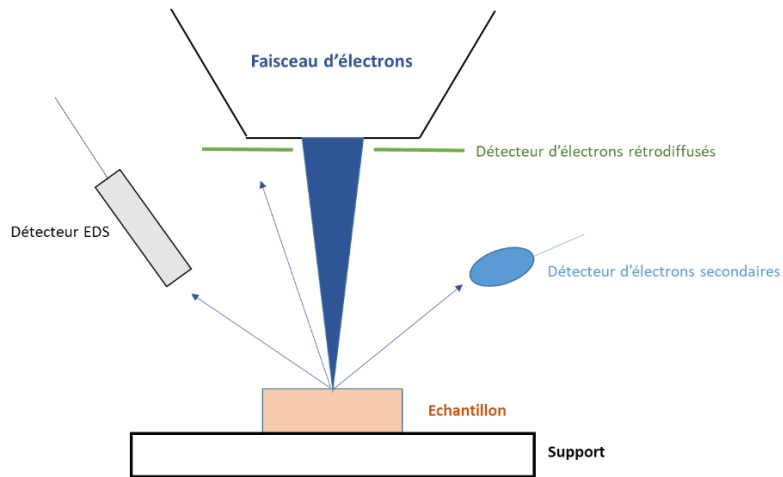 Faisceau d'électrons
Détecteur d'électrons rétrodiffusés
Détecteur EDS
Détecteur d'électrons secondaires
Echantillon
Support